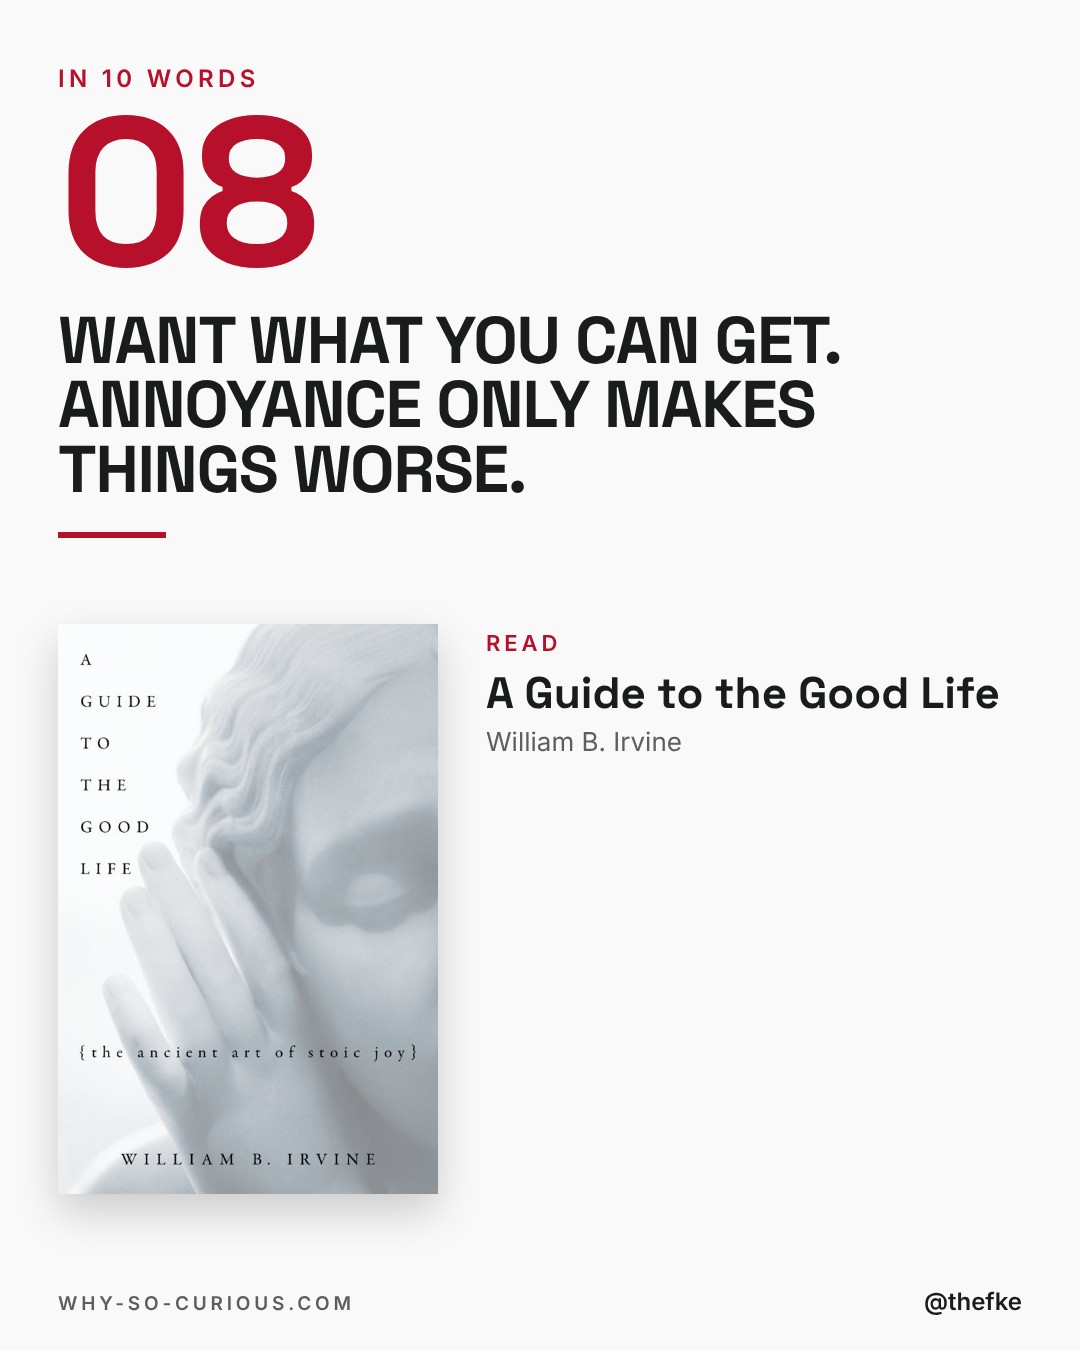 IN 10 WORDS
08
WANT WHAT YOU CAN GET.
ANNOYANCE ONLY MAKES
THINGS WORSE.
A
GUIDE
TO
THE
GOOD
LIFE
{the ancient art of stoic joy}
WILLIAM B. IRVINE
READ
A Guide to the Good Life
William B. Irvine
WHY-SO-CURIOUS.COM
@thefke